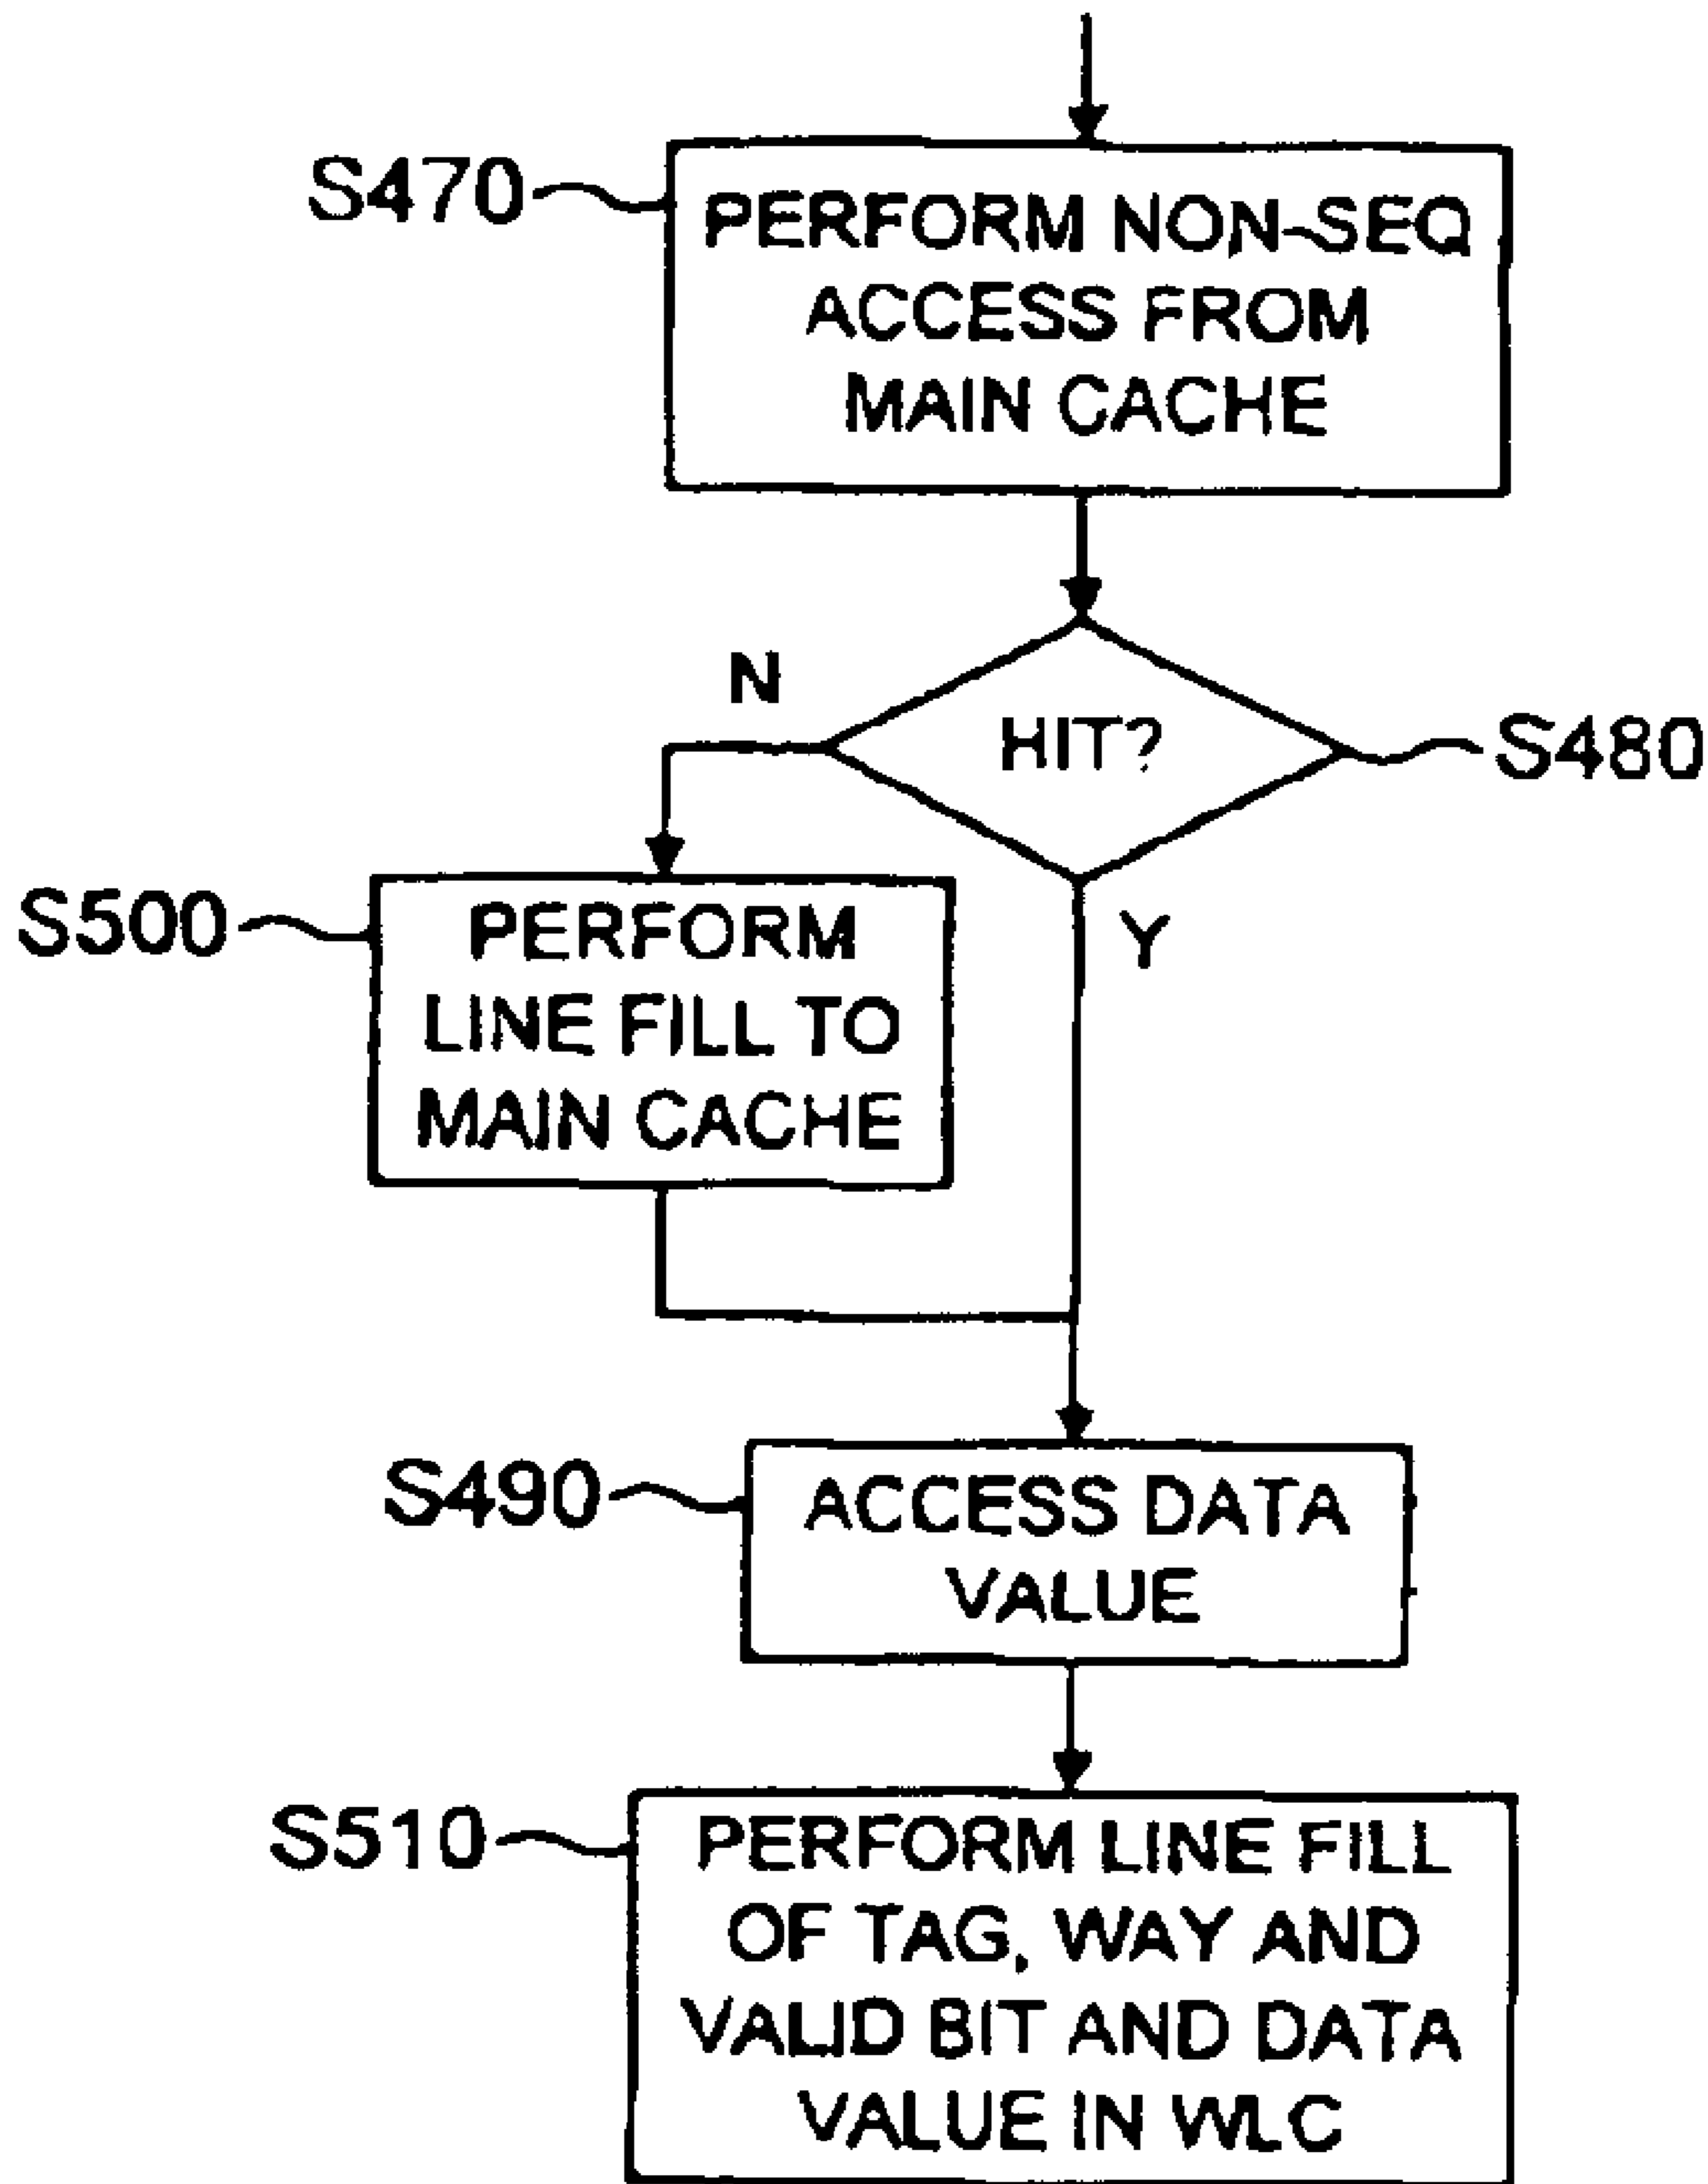 S470
PERFORM NON-SEQ
ACCESS FROM
MAIN CACHE
N
HIT?
S480
S500
PERFORM
LINE FILL TO
MAIN CACHE
Y
S490
ACCESS DATA
VALUE
S510
PERFORM LINE FILL
OF TAG, WAY AND
VALID BIT AND DATA
VALUE IN WLC